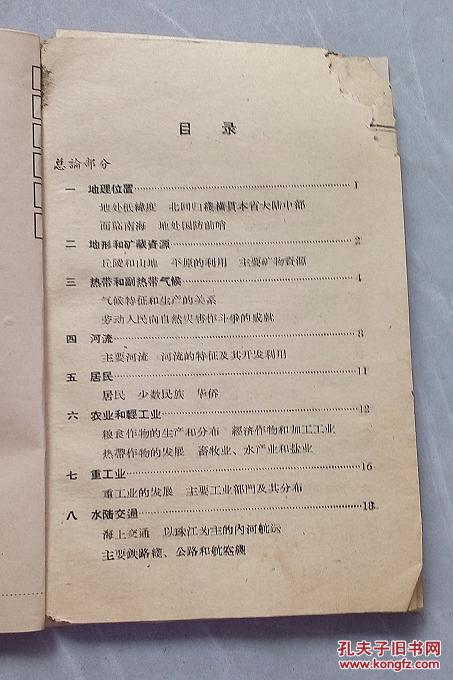 目 录
总論部分
一 地理位置 1
地处低緯度 北回归綫横貫本省大陆中部
面临南海 地处国防前哨
二 地形和矿藏資源 2
丘陵和山地 平原的利用 主要矿物資源
三 热带和副热带气候 4
气候特征和生产的关系
劳动人民向自然灾害作斗爭的成就
四 河流 8
主要河流 河流的特征及其开发利用
五 居民 11
居民 少数民族 华侨
六 农业和輕工业 12
粮食作物的生产和分布 經济作物和加工工业
热带作物的发展 畜牧业、水产业和盐业
七 重工业 16
重工业的发展 主要工业部門及其分布
八 水陆交通 18
海上交通 以珠江为主的內河航运
主要鉄路綫、公路和航空綫
孔夫子旧书网
www.kongfz.com